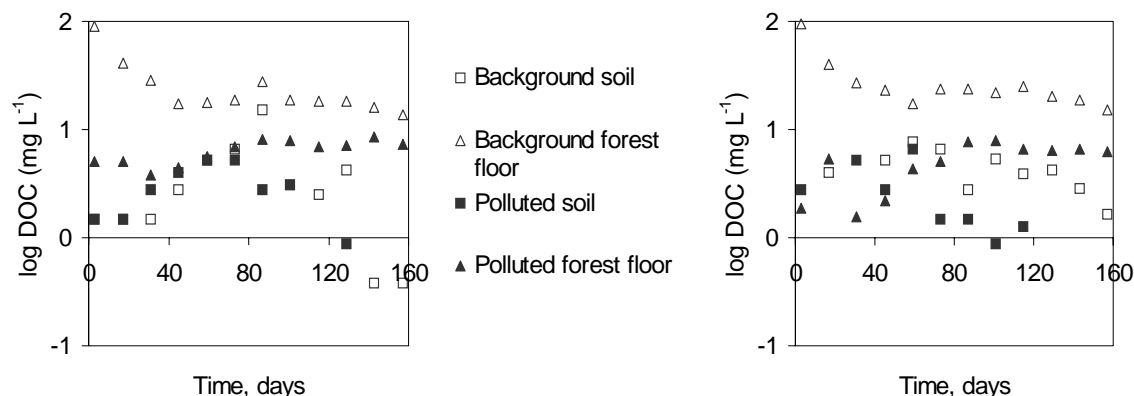 2
1
0
-1
log DOC (mg L-1)
0 40 80 120 160
Time, days
Background soil
Background forest
floor
Polluted soil
Polluted forest floor
2
1
0
-1
log DOC (mg L-1)
0 40 80 120 160
Time, days